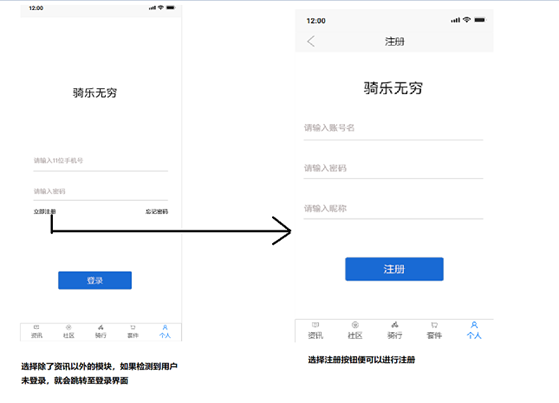 12:00
骑乐无穷
请输入11位手机号
请输入密码
立即注册 忘记密码
登录
资讯 社区 骑行 套件 个人
选择除了资讯以外的模块，如果检测到用户
未登录，就会跳转至登录界面
12:00
注册
骑乐无穷
请输入账号名
请输入密码
请输入昵称
注册
资讯 社区 骑行 套件 个人
选择注册按钮便可以进行注册